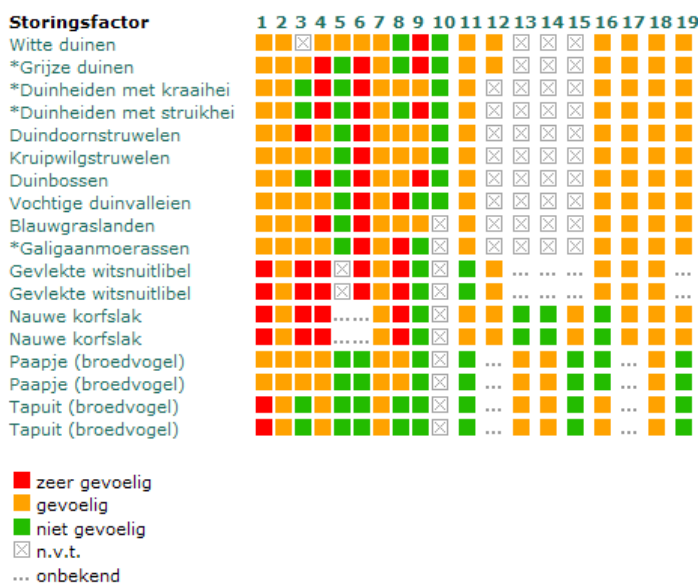 Storingsfactor 1 2 3 4 5 6 7 8 9 10 11 12 13 14 15 16 17 18 19
Witte duinen
*Grijze duinen
*Duinheiden met kraaihei
*Duinheiden met struikhei
Duindoornstruwelen
Kruipwilgstruwelen
Duinbossen
Vochtige duinvalleien
Blauwgraslanden
*Galigaanmoerassen
Gevlekte witsnuitlibel ... ... ... ...
Gevlekte witsnuitlibel ... ... ... ...
Nauwe korfslak ... ...
Nauwe korfslak ... ...
Paapje (broedvogel) ... ...
Paapje (broedvogel) ... ...
Tapuit (broedvogel) ... ...
Tapuit (broedvogel) ... ...
zeer gevoelig
gevoelig
niet gevoelig
n.v.t.
... onbekend